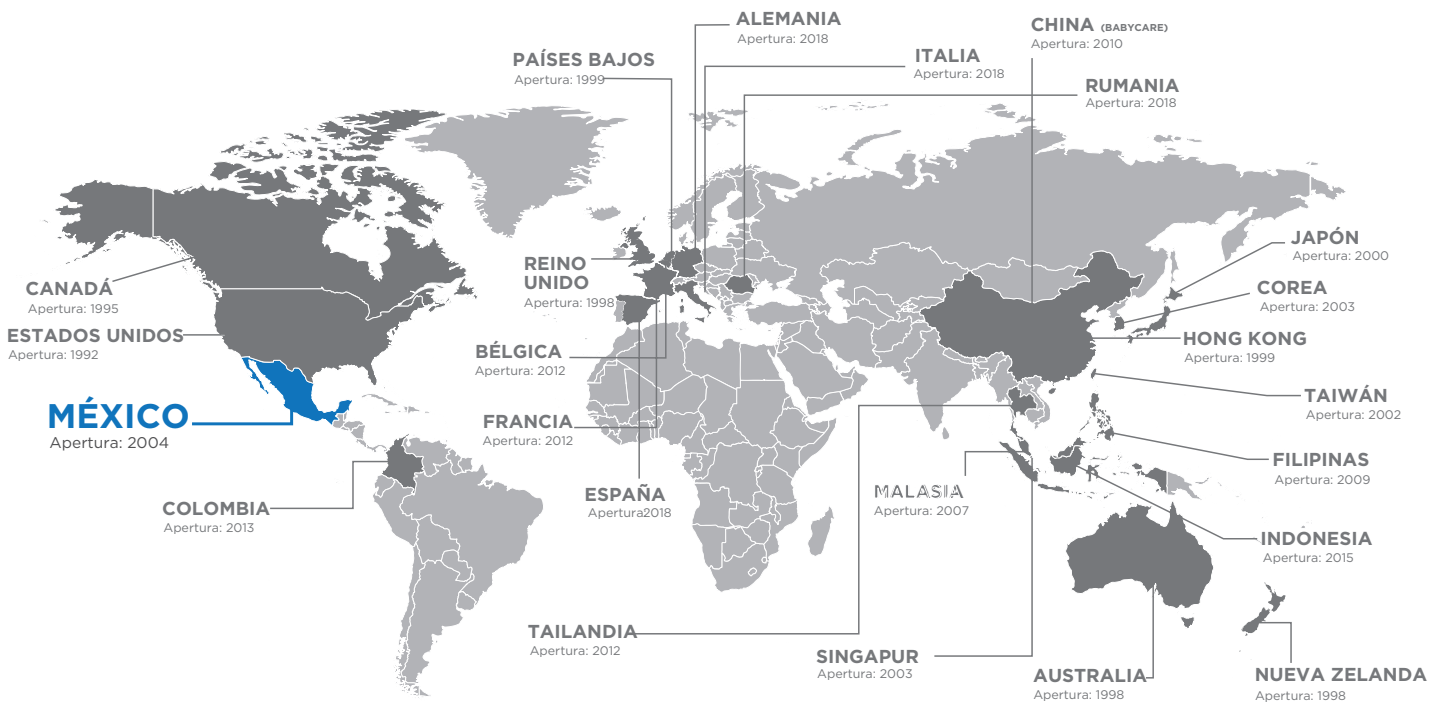 ALEMANIA
Apertura: 2018
CHINA (BABYCARE)
Apertura: 2010
PAÍSES BAJOS
Apertura: 1999
ITALIA
Apertura: 2018
RUMANIA
Apertura: 2018
JAPÓN
Apertura: 2000
REINO
UNIDO
Apertura: 1998
CANADÁ
Apertura: 1995
COREA
Apertura: 2003
ESTADOS UNIDOS
Apertura: 1992
HONG KONG
Apertura: 1999
BÉLGICA
Apertura: 2012
TAIWÁN
Apertura: 2002
MÉXICO
Apertura: 2004
FRANCIA
Apertura: 2012
FILIPINAS
Apertura: 2009
ESPAÑA
Apertura2018
MALASIA
Apertura: 2007
COLOMBIA
Apertura: 2013
INDONESIA
Apertura: 2015
TAILANDIA
Apertura: 2012
SINGAPUR
Apertura: 2003
AUSTRALIA
Apertura: 1998
NUEVA ZELANDA
Apertura: 1998